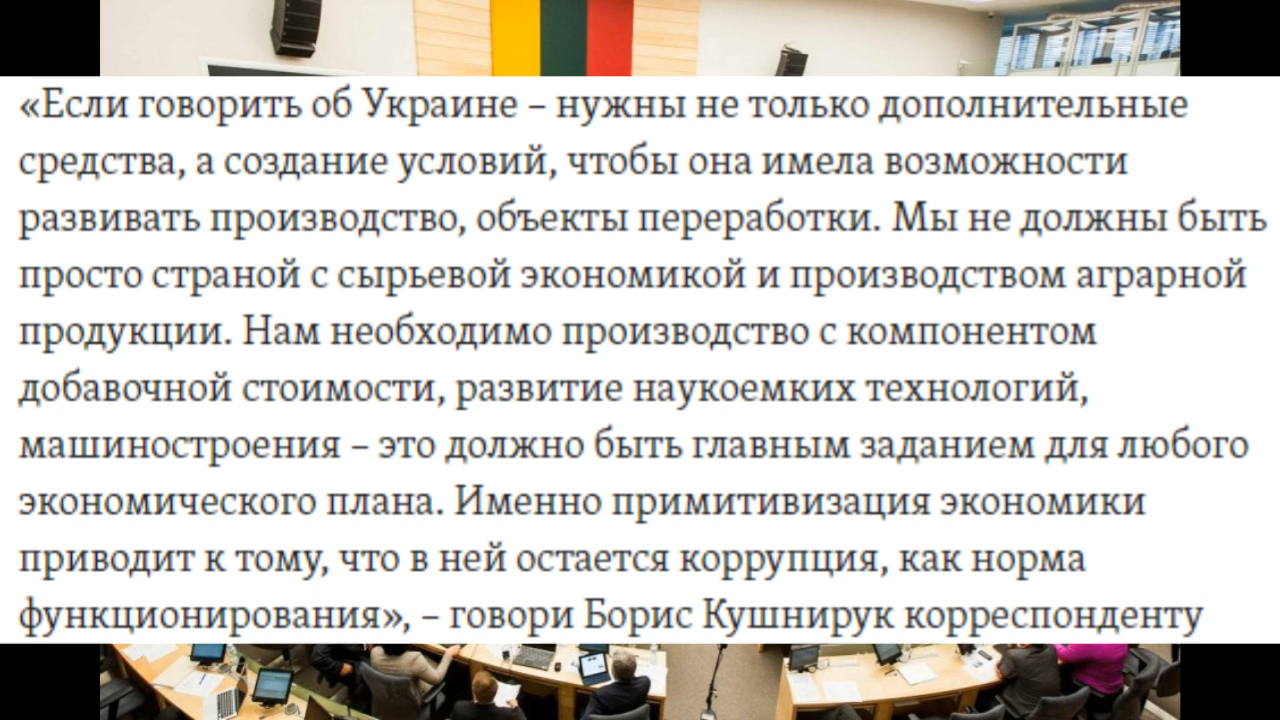 «Если говорить об Украине – нужны не только дополнительные
средства, а создание условий, чтобы она имела возможности
развивать производство, объекты переработки. Мы не должны быть
просто страной с сырьевой экономикой и производством аграрной
продукции. Нам необходимо производство с компонентом
добавочной стоимости, развитие наукоемких технологий,
машиностроения – это должно быть главным заданием для любого
экономического плана. Именно примитивизация экономики
приводит к тому, что в ней остается коррупция, как норма
функционирования», – говори Борис Кушнирук корреспонденту